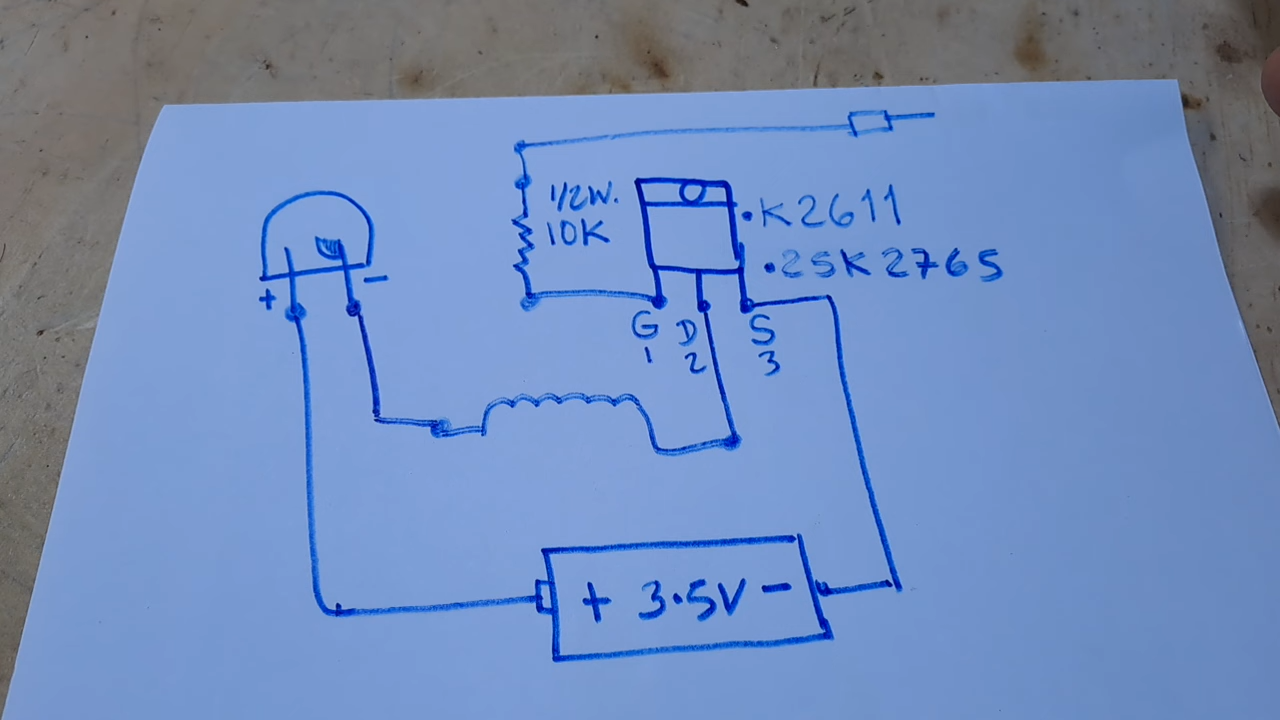 1/2W.
10K
.K2611
.2SK2765
G D S
1 2 3
+ -
+ 3.5V -